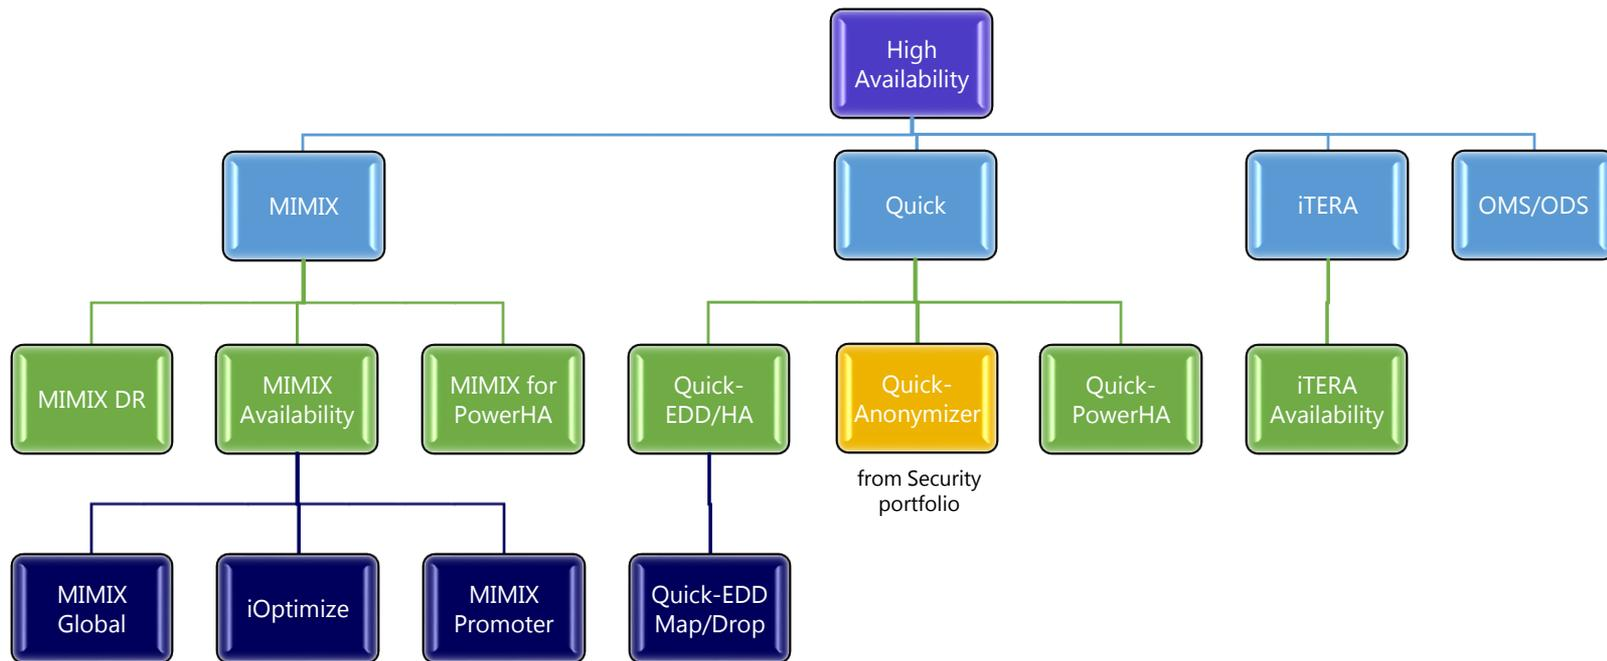 High
Availability
MIMIX
Quick
iTERA
OMS/ODS
MIMIX DR
MIMIX
Availability
MIMIX for
PowerHA
Quick-
EDD/HA
Quick-
Anonymizer
Quick-
PowerHA
iTERA
Availability
from Security
portfolio
MIMIX
Global
iOptimize
MIMIX
Promoter
Quick-EDD
Map/Drop